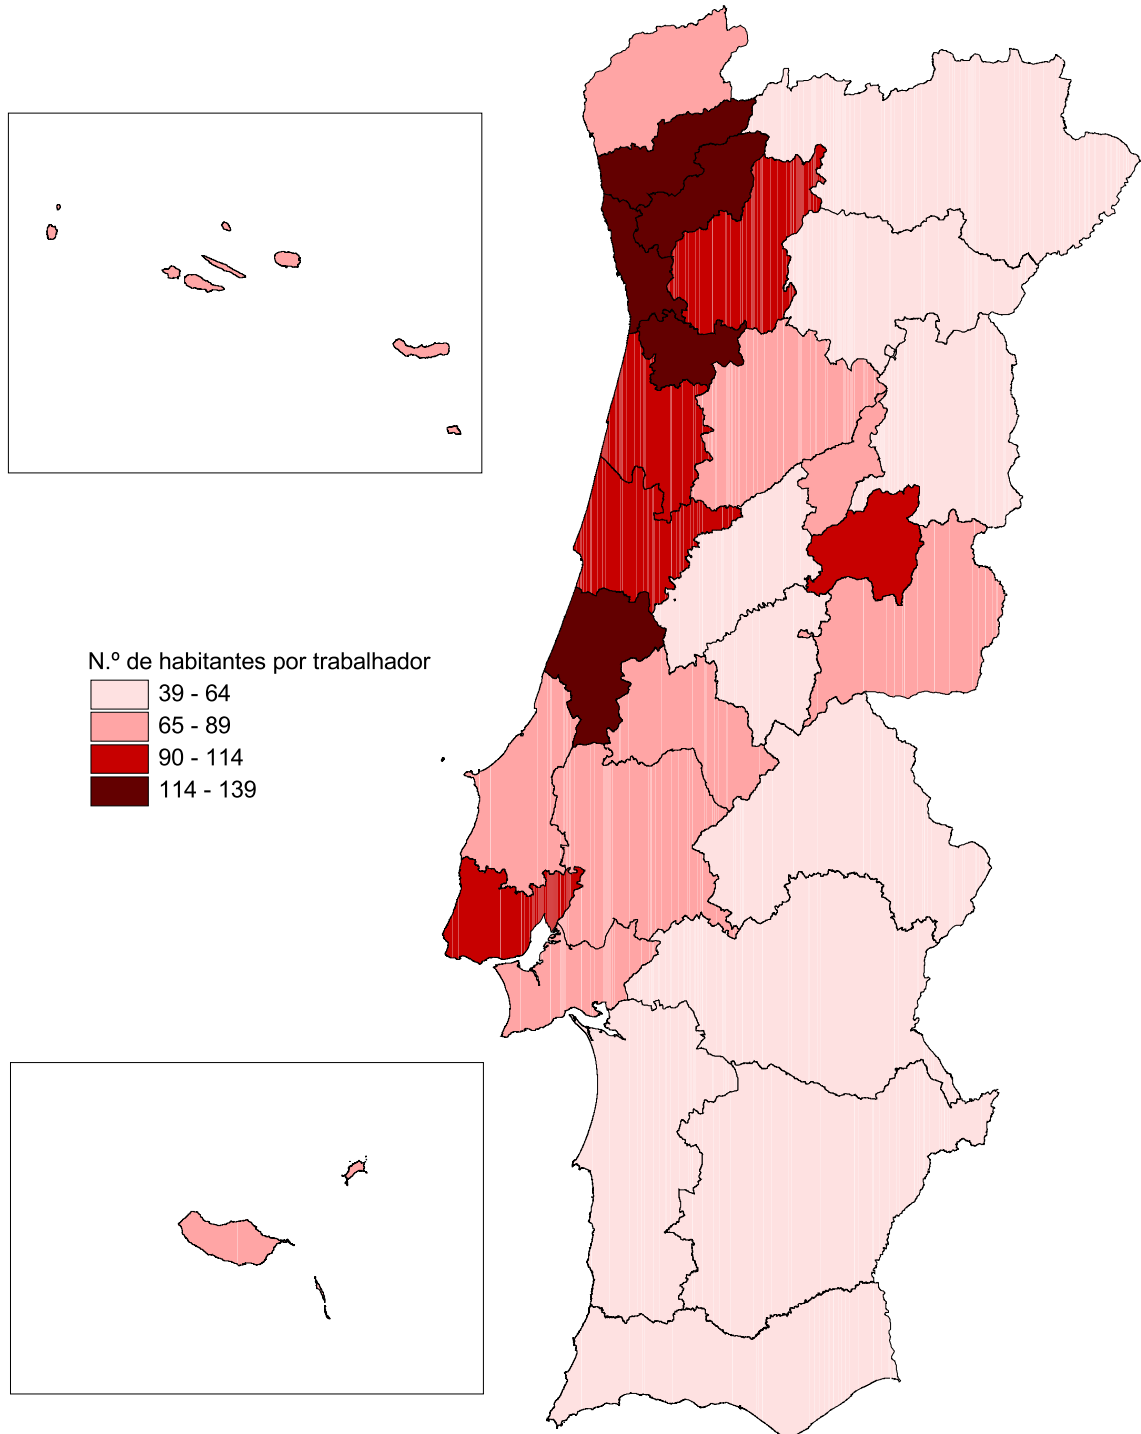 N.º de habitantes por trabalhador
39 - 64
65 - 89
90 - 114
114 - 139